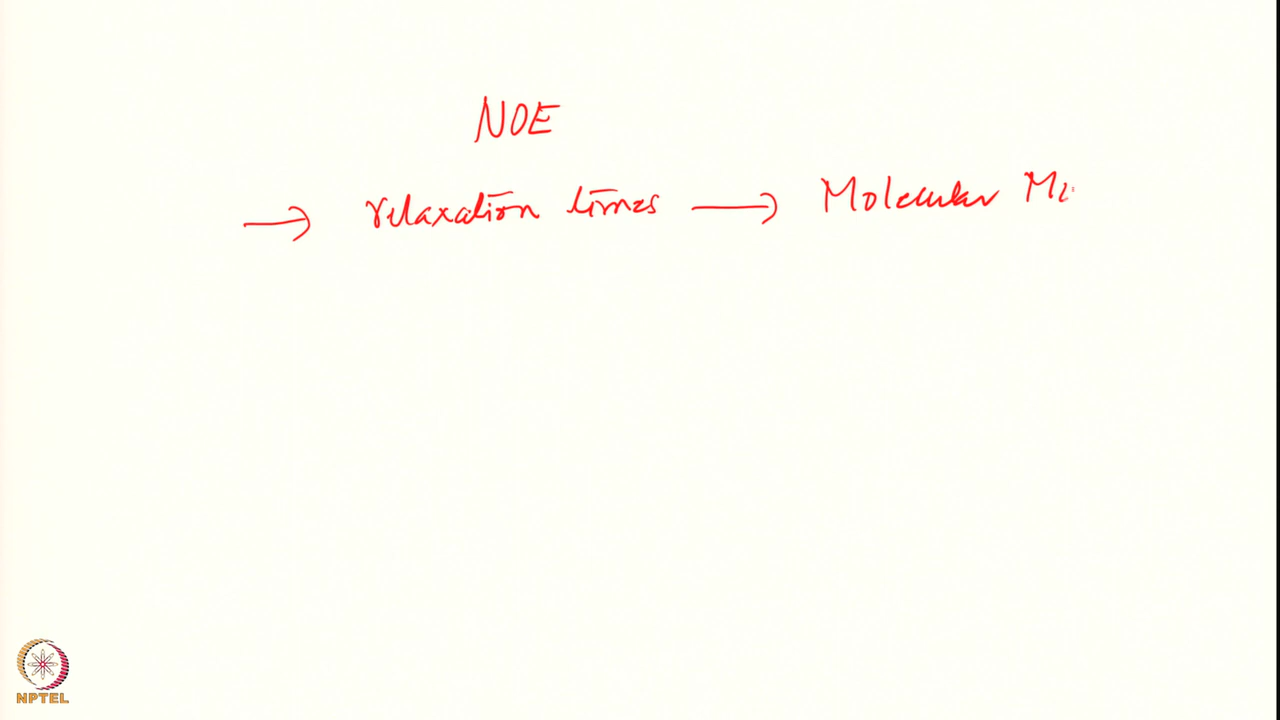 NOE
→ relaxation times → Molecular
NPTEL